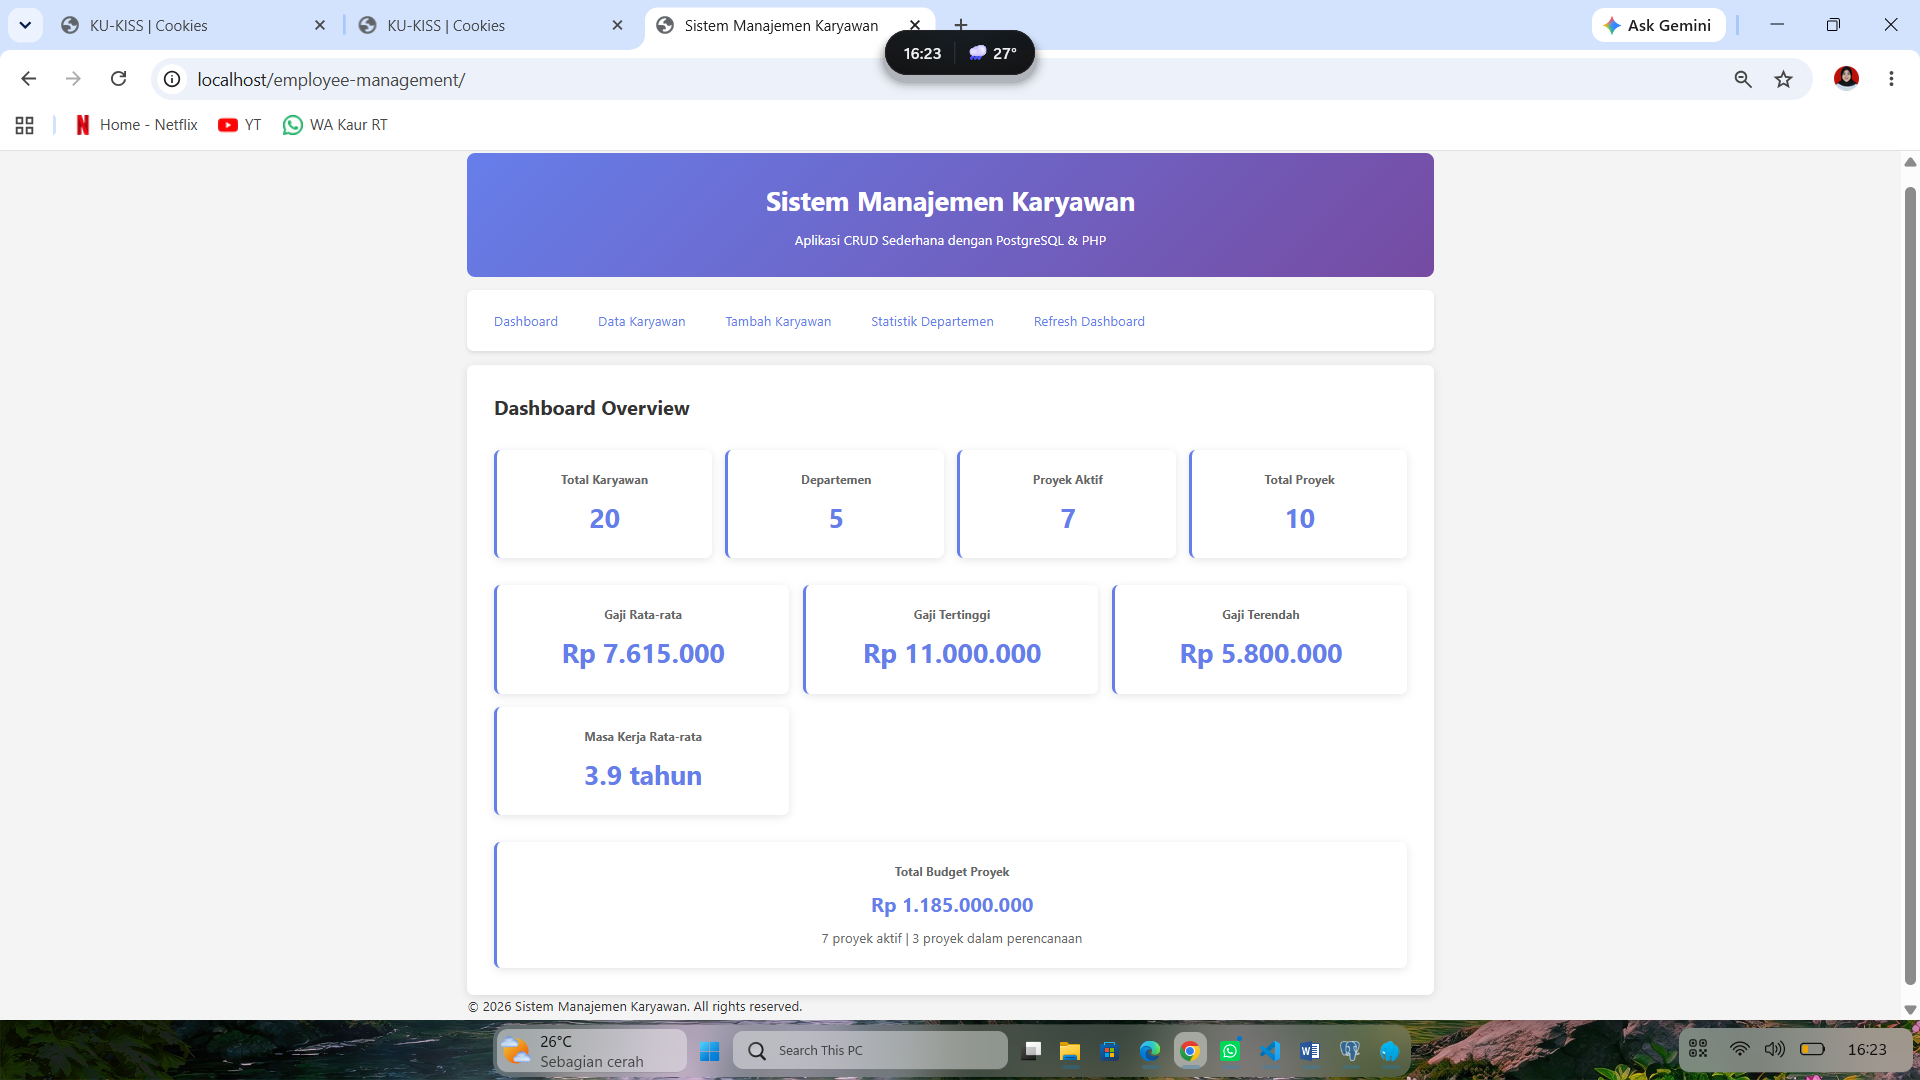 KU-KISS | Cookies
KU-KISS | Cookies
Sistem Manajemen Karyawan
Ask Gemini
16:23
27°
localhost/employee-management/
Home - Netflix
YT
WA Kaur RT
Sistem Manajemen Karyawan
Aplikasi CRUD Sederhana dengan PostgreSQL & PHP
Dashboard
Data Karyawan
Tambah Karyawan
Statistik Departemen
Refresh Dashboard
Dashboard Overview
Total Karyawan
20
Departemen
5
Proyek Aktif
7
Total Proyek
10
Gaji Rata-rata
Rp 7.615.000
Gaji Tertinggi
Rp 11.000.000
Gaji Terendah
Rp 5.800.000
Masa Kerja Rata-rata
3.9 tahun
Total Budget Proyek
Rp 1.185.000.000
7 proyek aktif | 3 proyek dalam perencanaan
© 2026 Sistem Manajemen Karyawan. All rights reserved.
26°C
Sebagian cerah
Search This PC
16:23